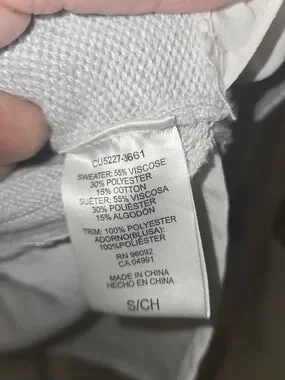 CU5227-3661
SWEATER: 55% VISCOSE
30% POLYESTER
15% COTTON
SUÉTER: 55% VISCOSA
30% POLIÉSTER
15% ALGODÓN
TRIM: 100% POLYESTER
ADORNO(BLUSA):
100%POLIÉSTER
RN 96092
CA 04991
MADE IN CHINA
HECHO EN CHINA
S/CH